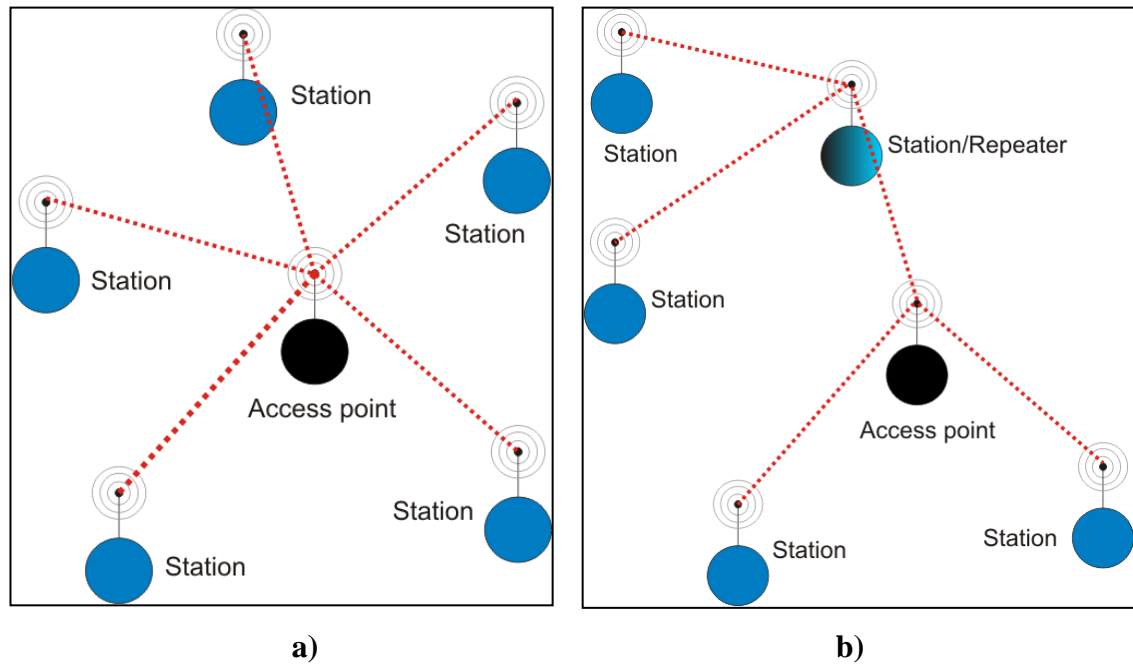 Station
Station
Station
Access point
Station
Station
a)
Station
Station/Repeater
Station
Access point
Station
Station
b)